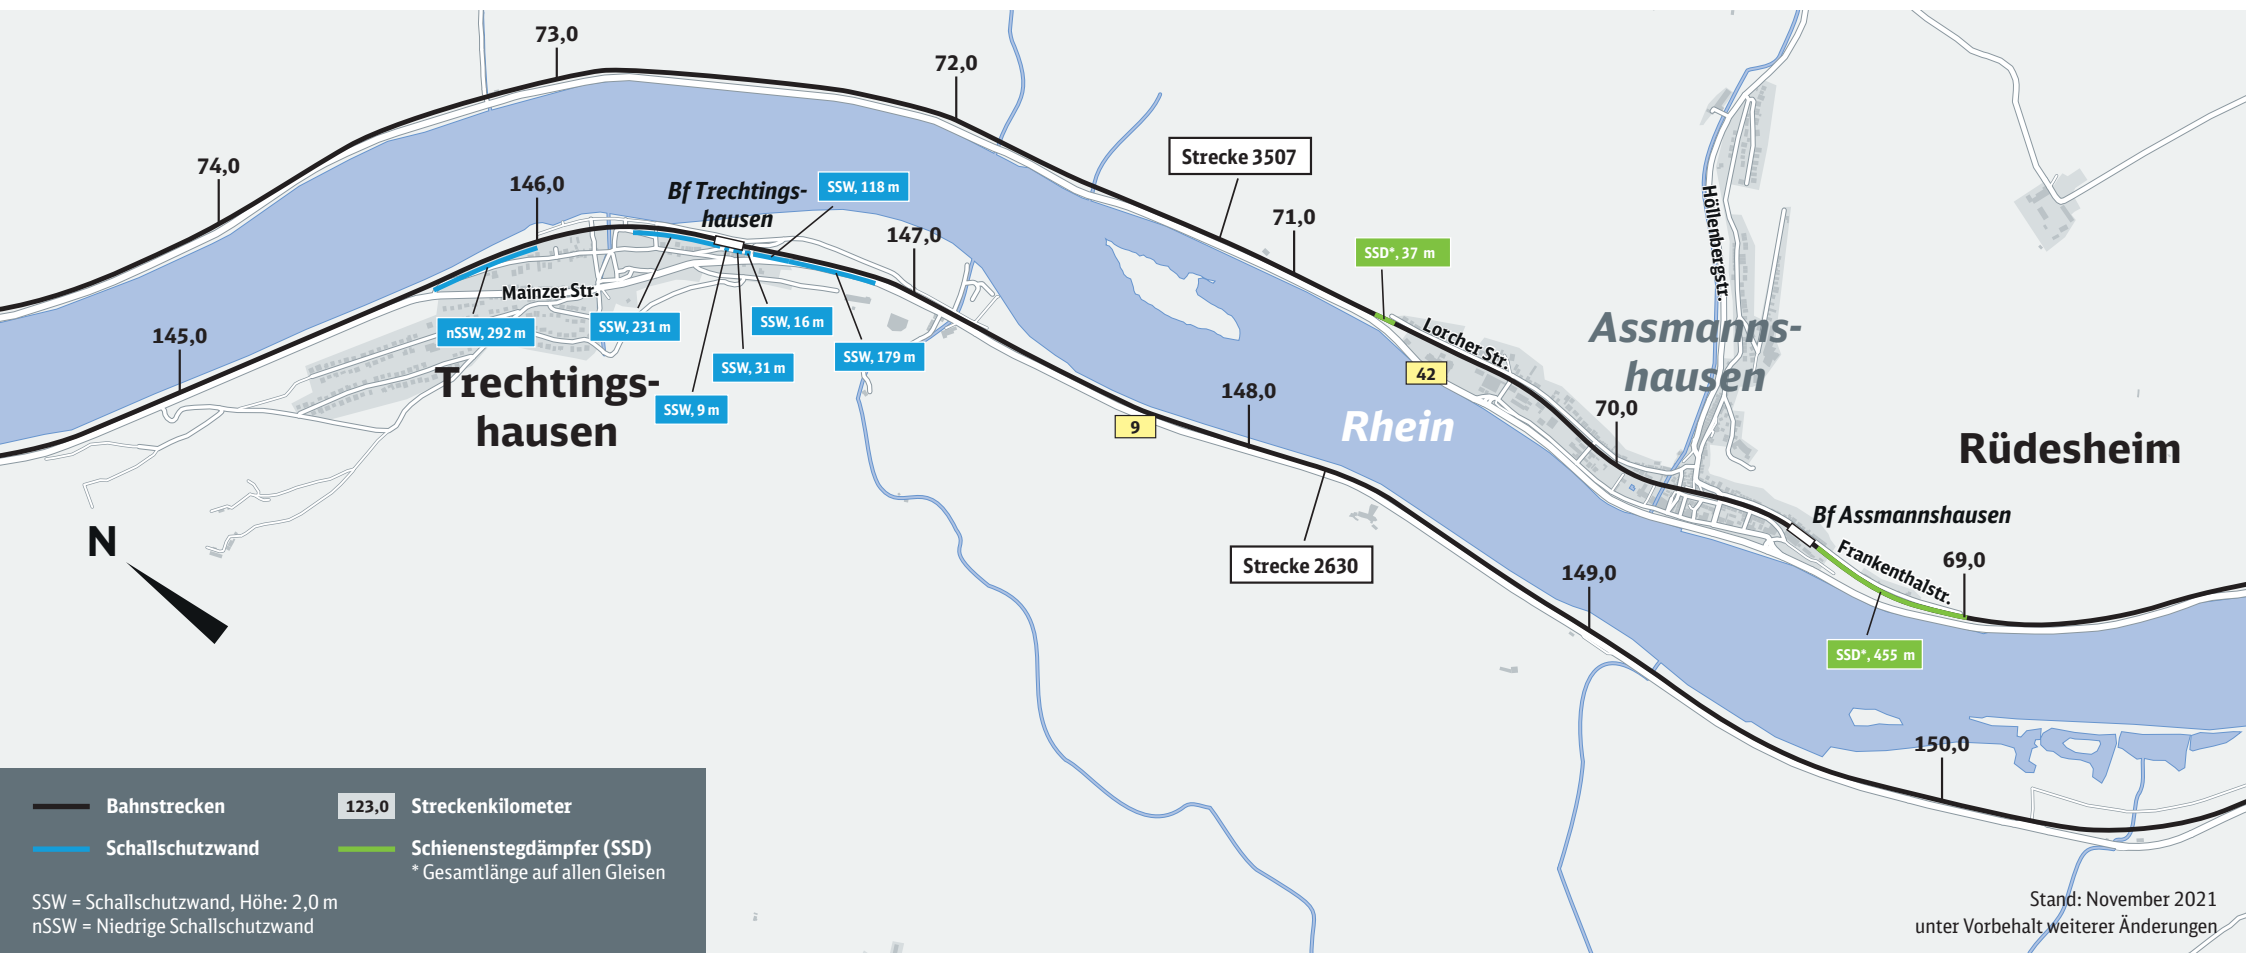 73,0
72,0
74,0
146,0
Bf Trechtings-
hausen
SSW, 118 m
Strecke 3507
71,0
147,0
SSD*, 37 m
Höllenbergstr.
Mainzer Str.
145,0
nSSW, 292 m
SSW, 231 m
SSW, 16 m
SSW, 31 m
SSW, 179 m
SSW, 9 m
Trechtings-
hausen
Lorcher Str.
42
Assmanns-
hausen
148,0
70,0
9
Rhein
Rüdesheim
Bf Assmannshausen
Frankenthalstr.
69,0
N
Strecke 2630
149,0
SSD*, 455 m
150,0
Bahnstrecken
123,0 Streckenkilometer
Schallschutzwand
Schienenstegdämpfer (SSD)
* Gesamtlänge auf allen Gleisen
SSW = Schallschutzwand, Höhe: 2,0 m
nSSW = Niedrige Schallschutzwand
Stand: November 2021
unter Vorbehalt weiterer Änderungen